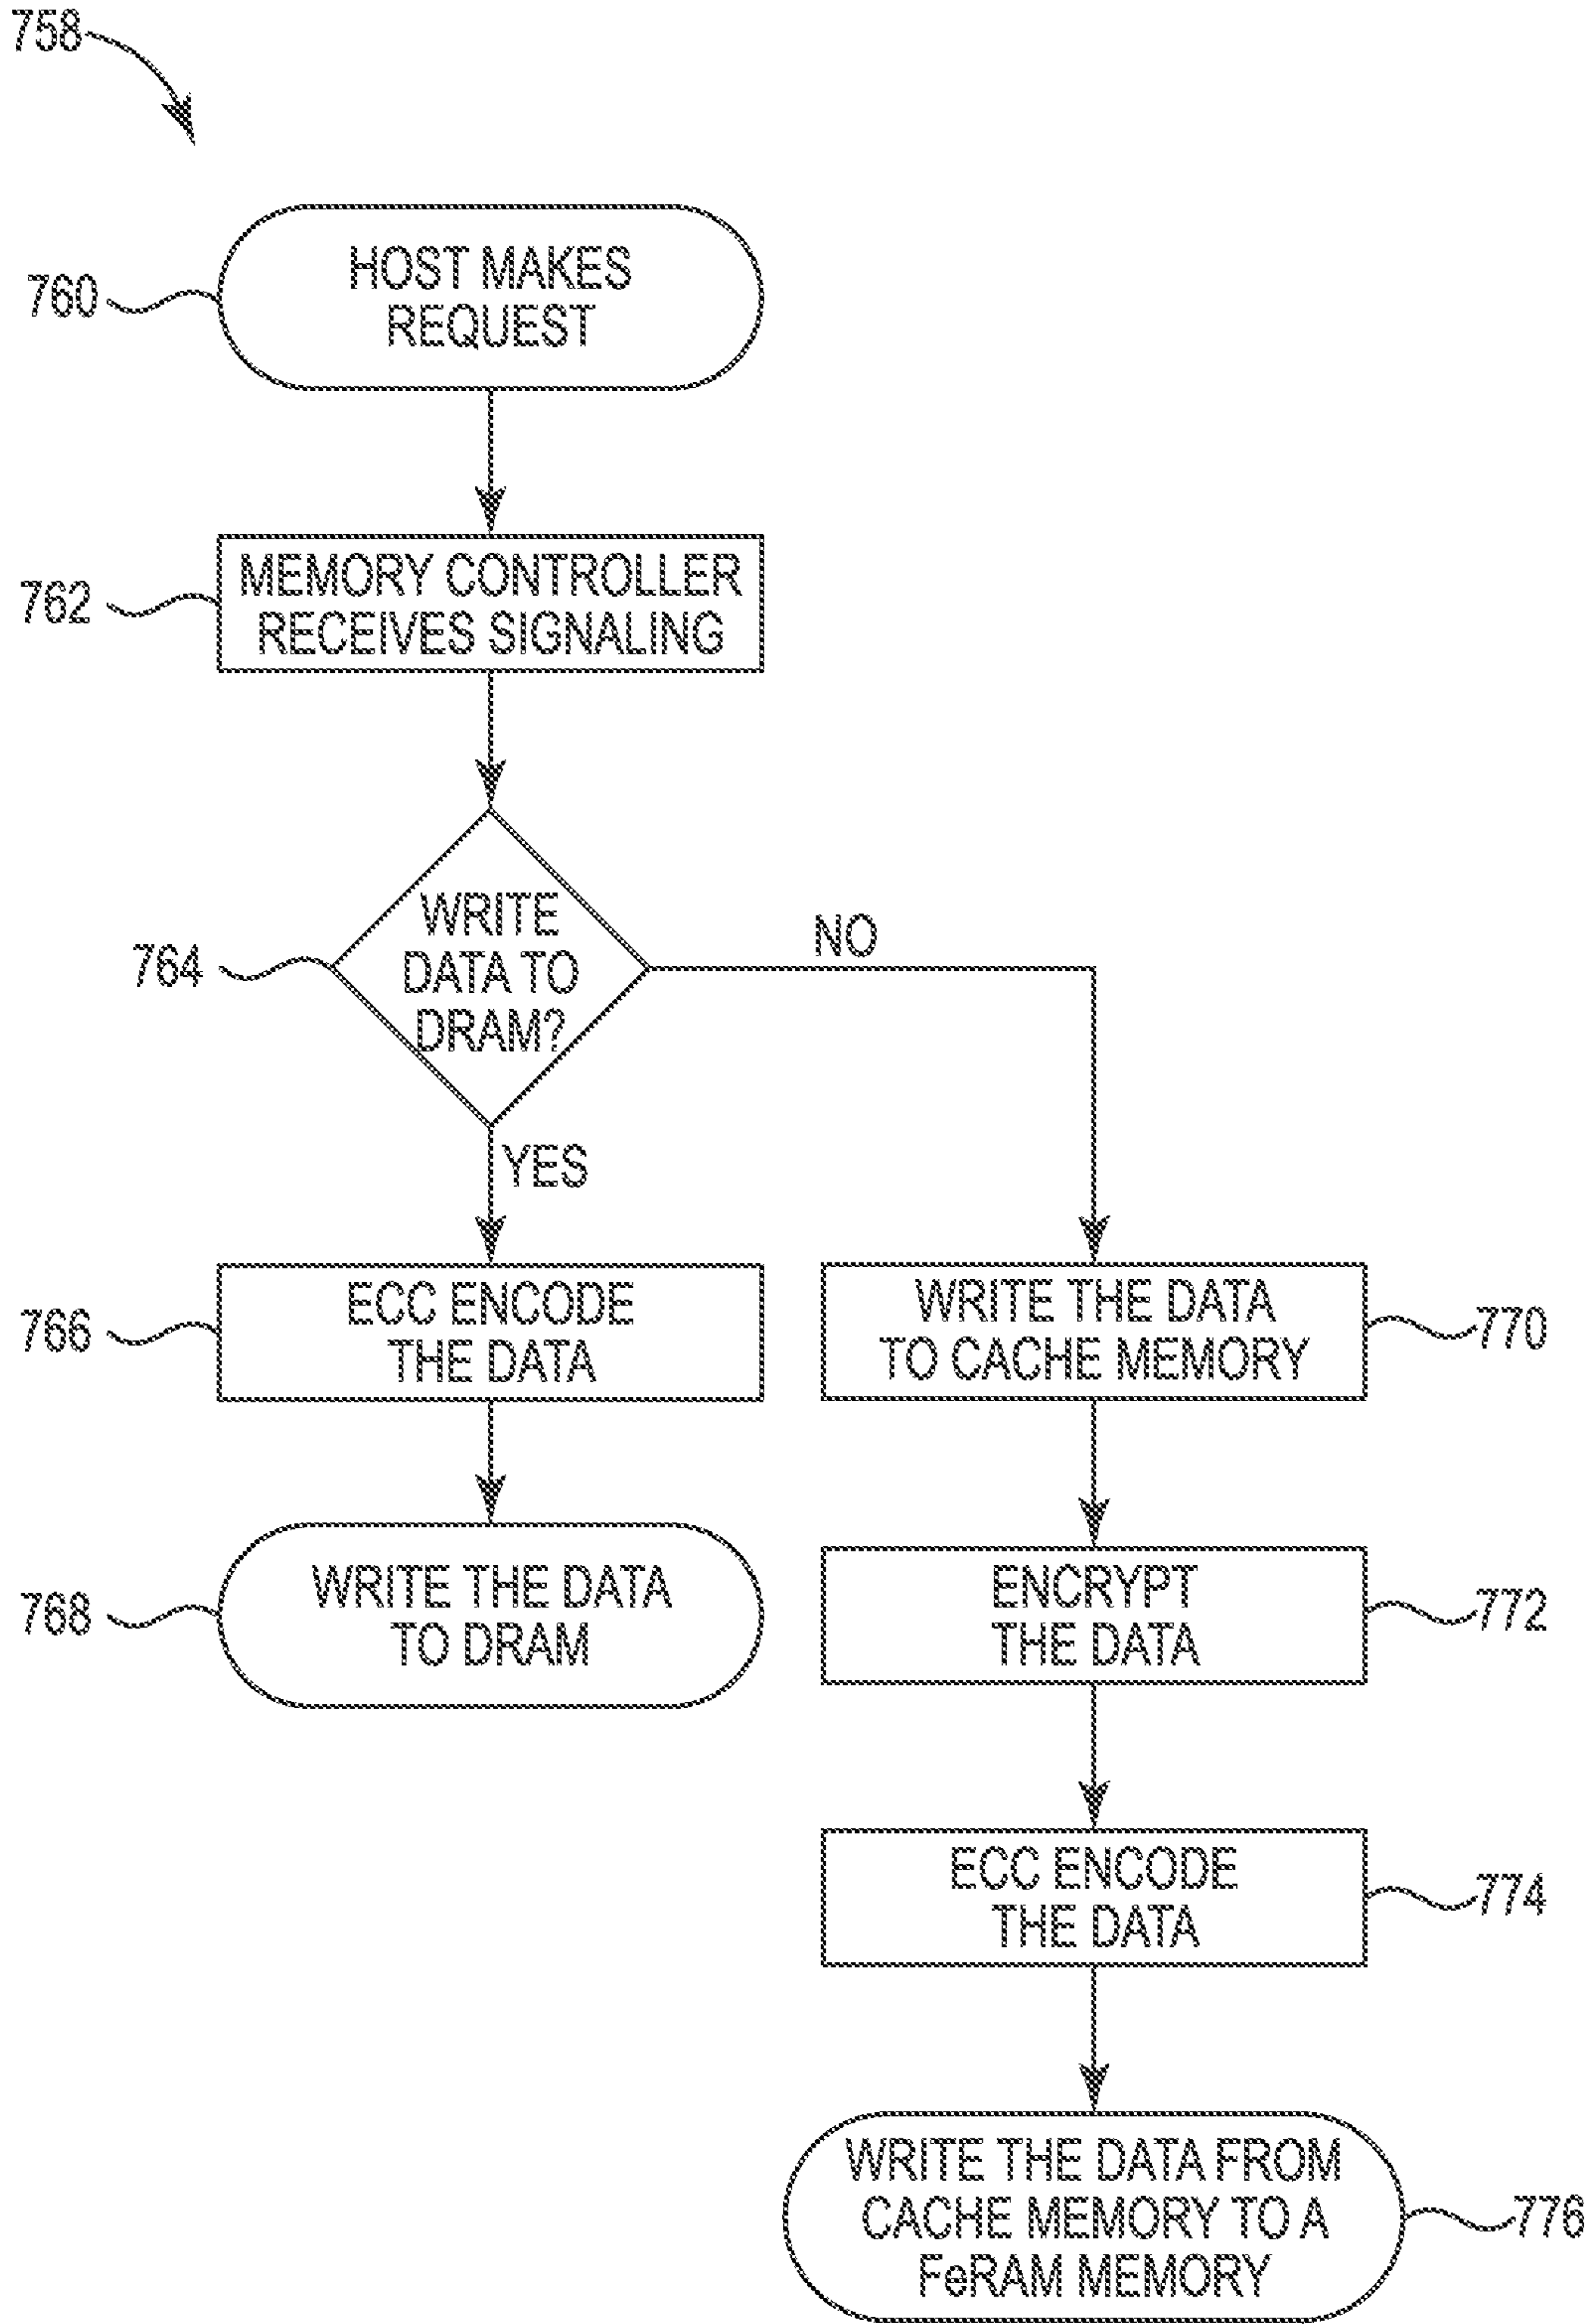 758
760
HOST MAKES
REQUEST
762
MEMORY CONTROLLER
RECEIVES SIGNALING
764
WRITE
DATA TO
DRAM?
NO
YES
766
ECC ENCODE
THE DATA
768
WRITE THE DATA
TO DRAM
WRITE THE DATA
TO CACHE MEMORY
770
ENCRYPT
THE DATA
772
ECC ENCODE
THE DATA
774
WRITE THE DATA FROM
CACHE MEMORY TO A
FeRAM MEMORY
776